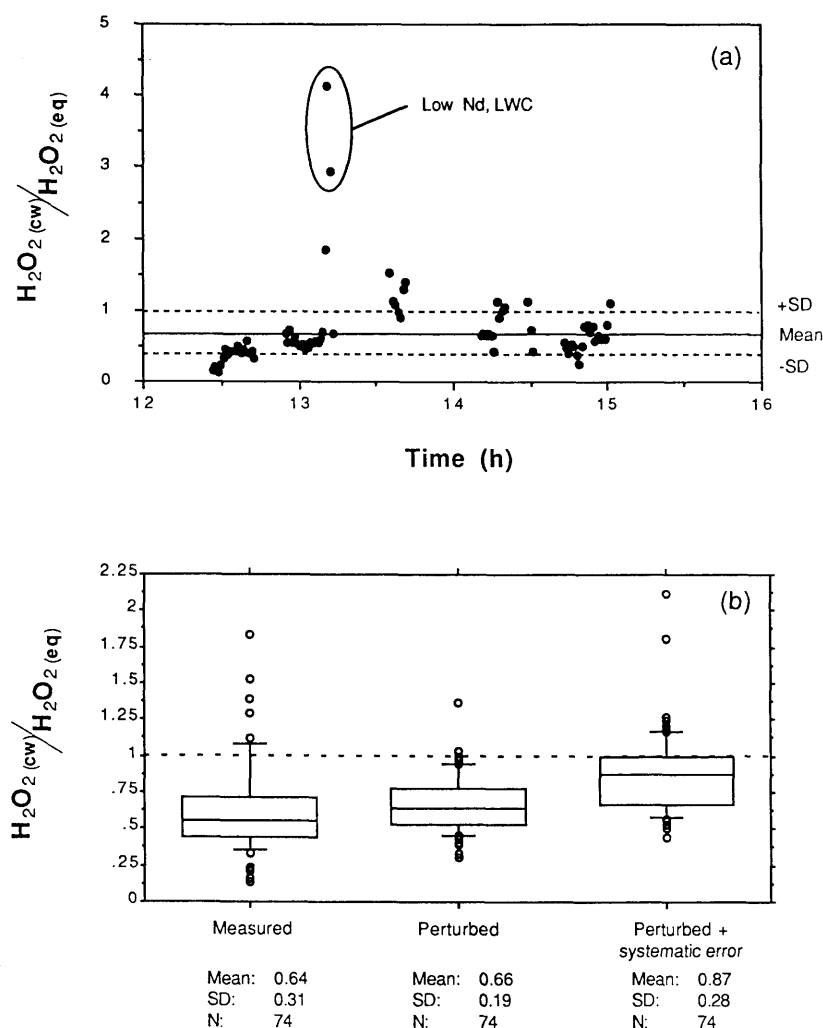 (a)
H₂O₂ (cw)/H₂O₂ (eq)
5
4
3
2
1
0
Low Nd, LWC
+SD
Mean
-SD
12 13 14 15 16
Time (h)
(b)
H₂O₂ (cw)/H₂O₂ (eq)
2.25
2
1.75
1.5
1.25
1
.75
.5
.25
0
Measured Perturbed Perturbed +
systematic error
Mean: 0.64 Mean: 0.66 Mean: 0.87
SD: 0.31 SD: 0.19 SD: 0.28
N: 74 N: 74 N: 74